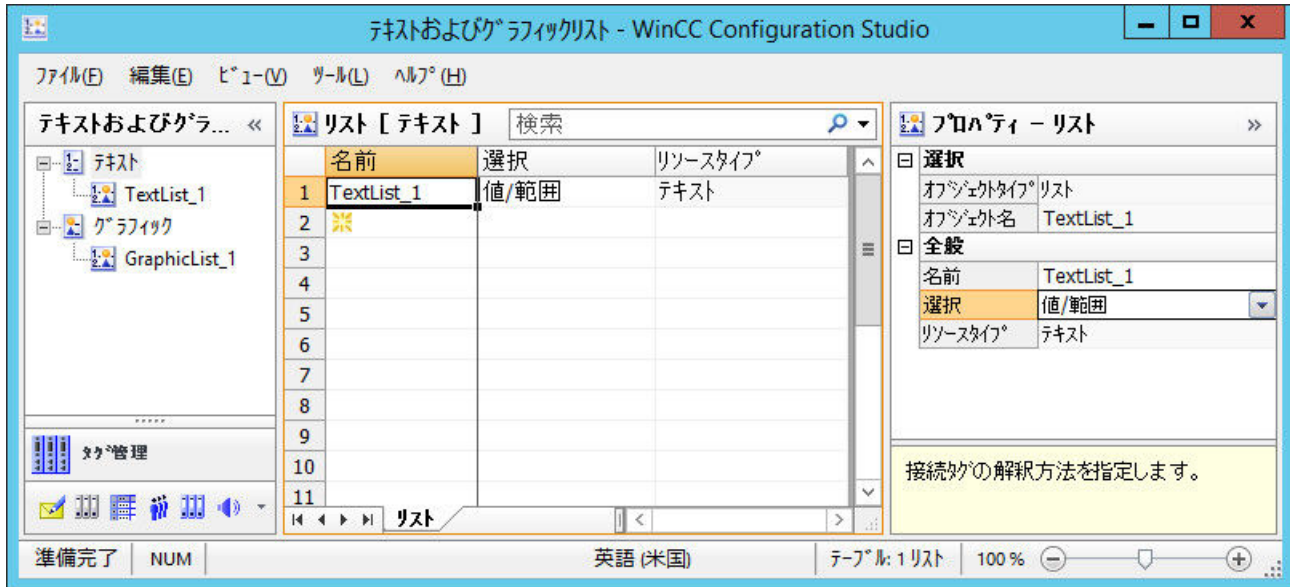 テキストおよびグラフィックリスト - WinCC Configuration Studio
ファイル(F) 編集(E) ビュー(V) ツール(L) ヘルプ(H)
テキストおよびグラ... «
テキスト
TextList_1
グラフィック
GraphicList_1
タグ管理
リスト [ テキスト ] 検索
名前 選択 リソースタイプ
1 TextList_1 値/範囲 テキスト
2
3
4
5
6
7
8
9
10
11
リスト
プロパティ - リスト »
選択
オブジェクトタイプ リスト
オブジェクト名 TextList_1
全般
名前 TextList_1
選択 値/範囲
リソースタイプ テキスト
接続タグの解釈方法を指定します。
準備完了 NUM 英語 (米国) テーブル: 1 リスト 100 %